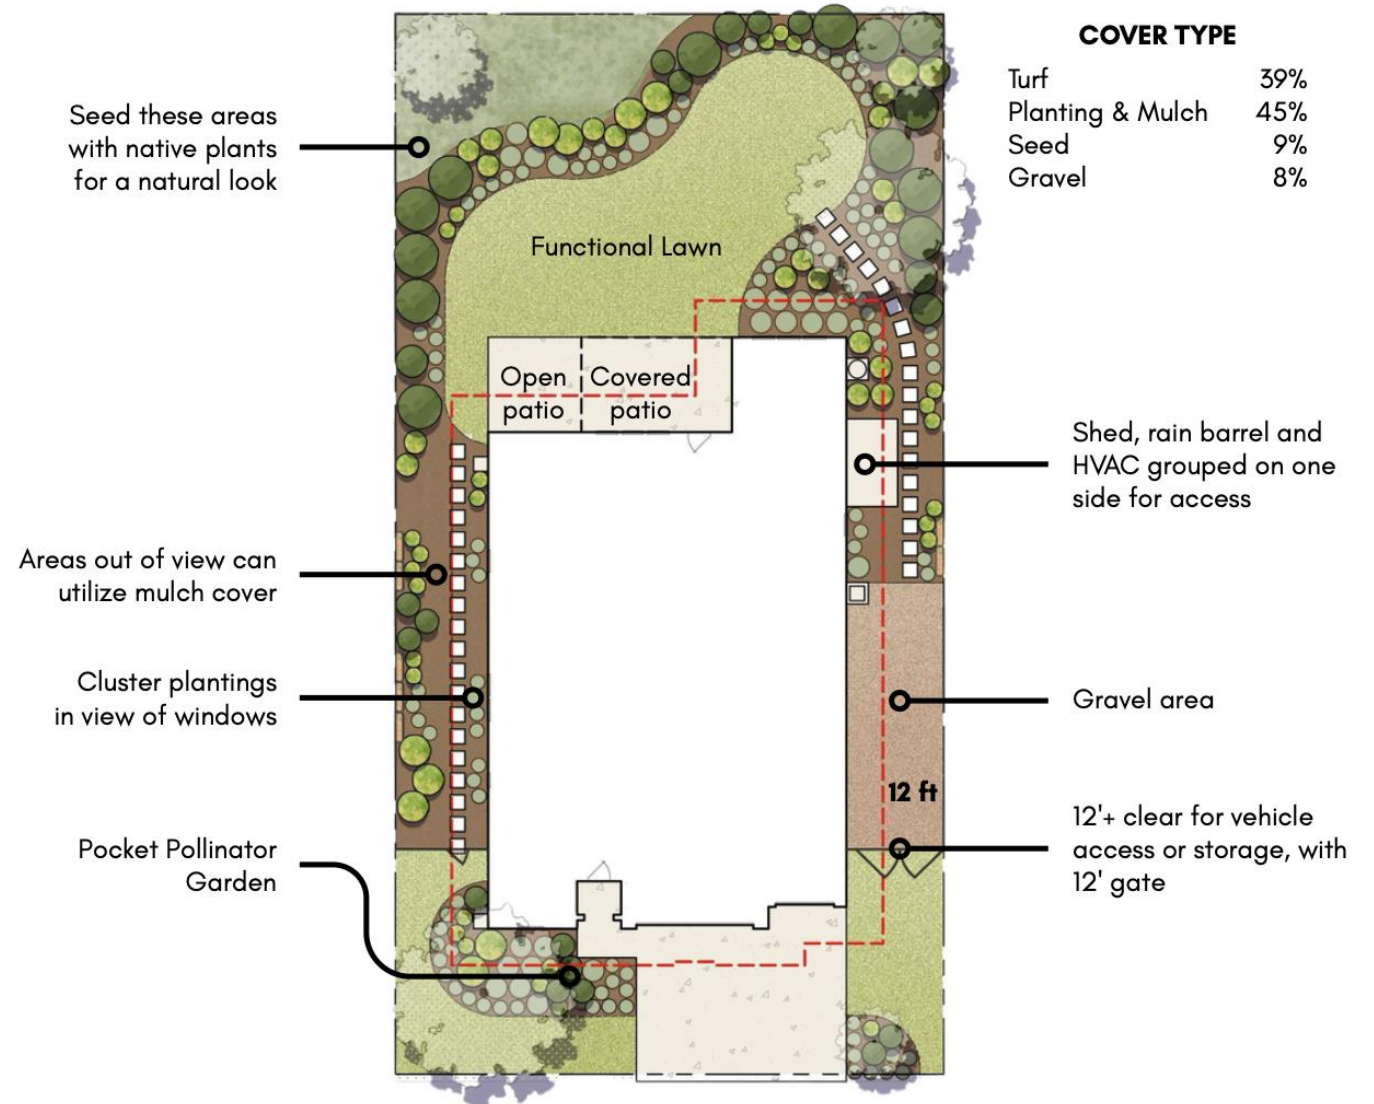 COVER TYPE
Turf 39%
Planting & Mulch 45%
Seed 9%
Gravel 8%
Seed these areas
with native plants
for a natural look
Functional Lawn
Open
patio
Covered
patio
Shed, rain barrel and
HVAC grouped on one
side for access
Areas out of view can
utilize mulch cover
Cluster plantings
in view of windows
Gravel area
12 ft
12'+ clear for vehicle
access or storage, with
12' gate
Pocket Pollinator
Garden